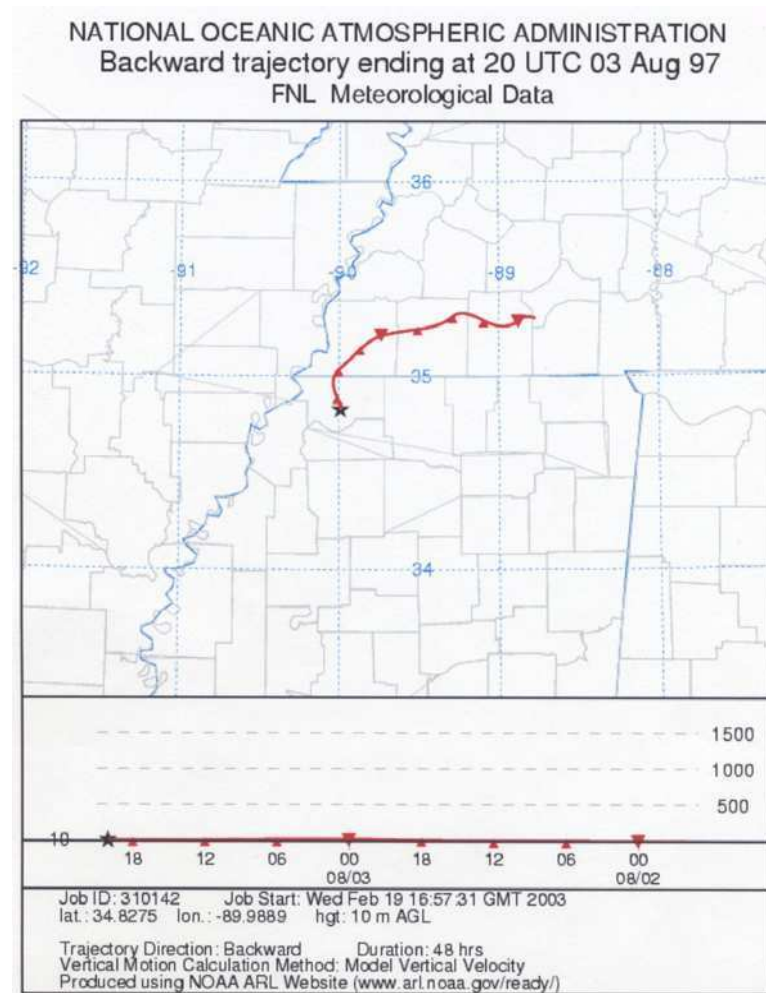 NATIONAL OCEANIC ATMOSPHERIC ADMINISTRATION
Backward trajectory ending at 20 UTC 03 Aug 97
FNL Meteorological Data
36
-92 -91 -90 -89 -88
35
34
1500
1000
500
10
18 12 06 00 18 12 06 00
08/03 08/02
Job ID: 310142 Job Start: Wed Feb 19 16:57:31 GMT 2003
lat.: 34.8275 lon.: -89.9889 hgt: 10 m AGL
Trajectory Direction: Backward Duration: 48 hrs
Vertical Motion Calculation Method: Model Vertical Velocity
Produced using NOAA ARL Website (www.arl.noaa.gov/ready/)